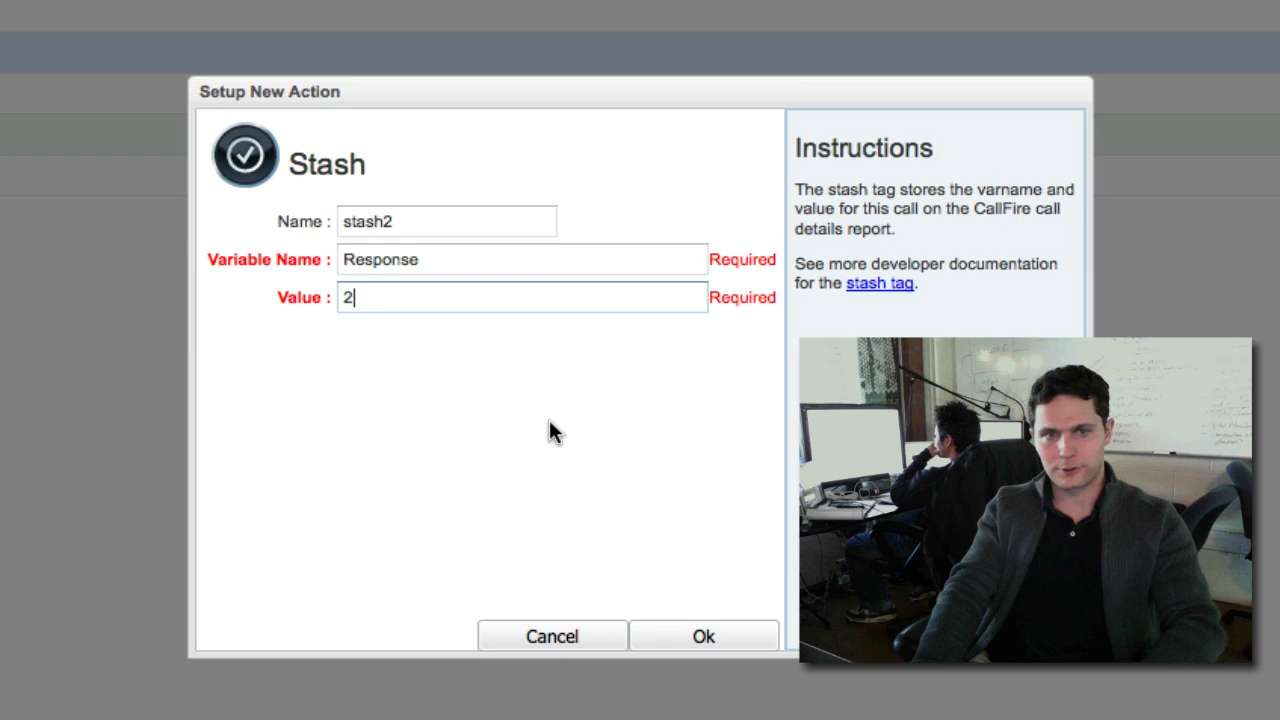 Setup New Action
Stash
Name : stash2
Variable Name : Response Required
Value : 2 Required
Cancel
Ok
Instructions
The stash tag stores the varname and
value for this call on the CallFire call
details report.
See more developer documentation
for the stash tag.